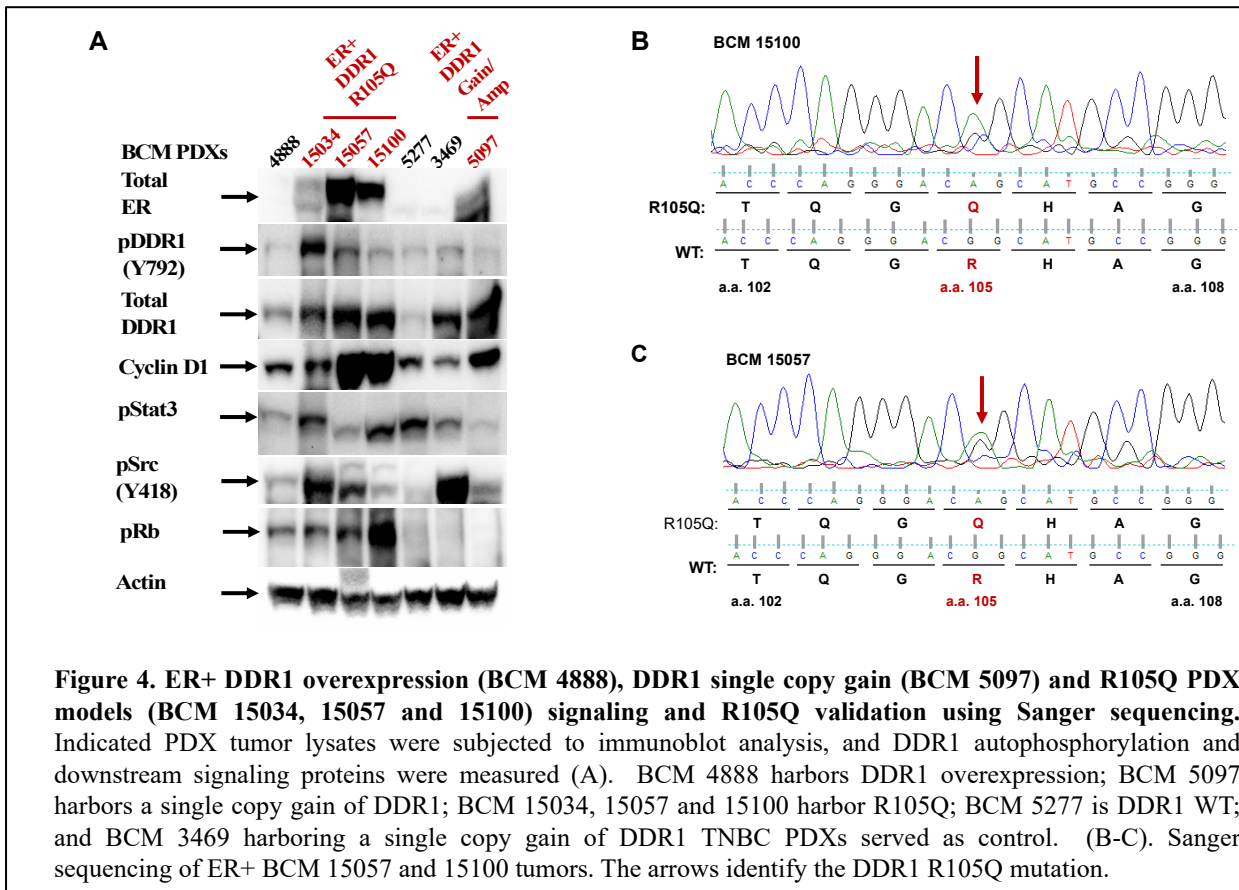 A
ER+
DDR1
R105Q
ER+
DDR1
Gain/
Amp
BCM PDXs
4888
15034
15057
15100
5277
3469
5097
Total
ER
pDDR1
(Y792)
Total
DDR1
Cyclin D1
pStat3
pSrc
(Y418)
pRb
Actin
B
BCM 15100
A C C C A G G G A C A G C A T G C C G G G
R105Q: T Q G Q H A G
A C C C A G G G A C G G C A T G C C G G G
WT: T Q G R H A G
a.a. 102 a.a. 105 a.a. 108
C
BCM 15057
A C C C A G G G A C A G C A T G C C G G G
R105Q: T Q G Q H A G
A C C C A G G G A C G G C A T G C C G G G
WT: T Q G R H A G
a.a. 102 a.a. 105 a.a. 108
Figure 4. ER+ DDR1 overexpression (BCM 4888), DDR1 single copy gain (BCM 5097) and R105Q PDX
models (BCM 15034, 15057 and 15100) signaling and R105Q validation using Sanger sequencing.
Indicated PDX tumor lysates were subjected to immunoblot analysis, and DDR1 autophosphorylation and
downstream signaling proteins were measured (A). BCM 4888 harbors DDR1 overexpression; BCM 5097
harbors a single copy gain of DDR1; BCM 15034, 15057 and 15100 harbor R105Q; BCM 5277 is DDR1 WT;
and BCM 3469 harboring a single copy gain of DDR1 TNBC PDXs served as control. (B-C). Sanger
sequencing of ER+ BCM 15057 and 15100 tumors. The arrows identify the DDR1 R105Q mutation.